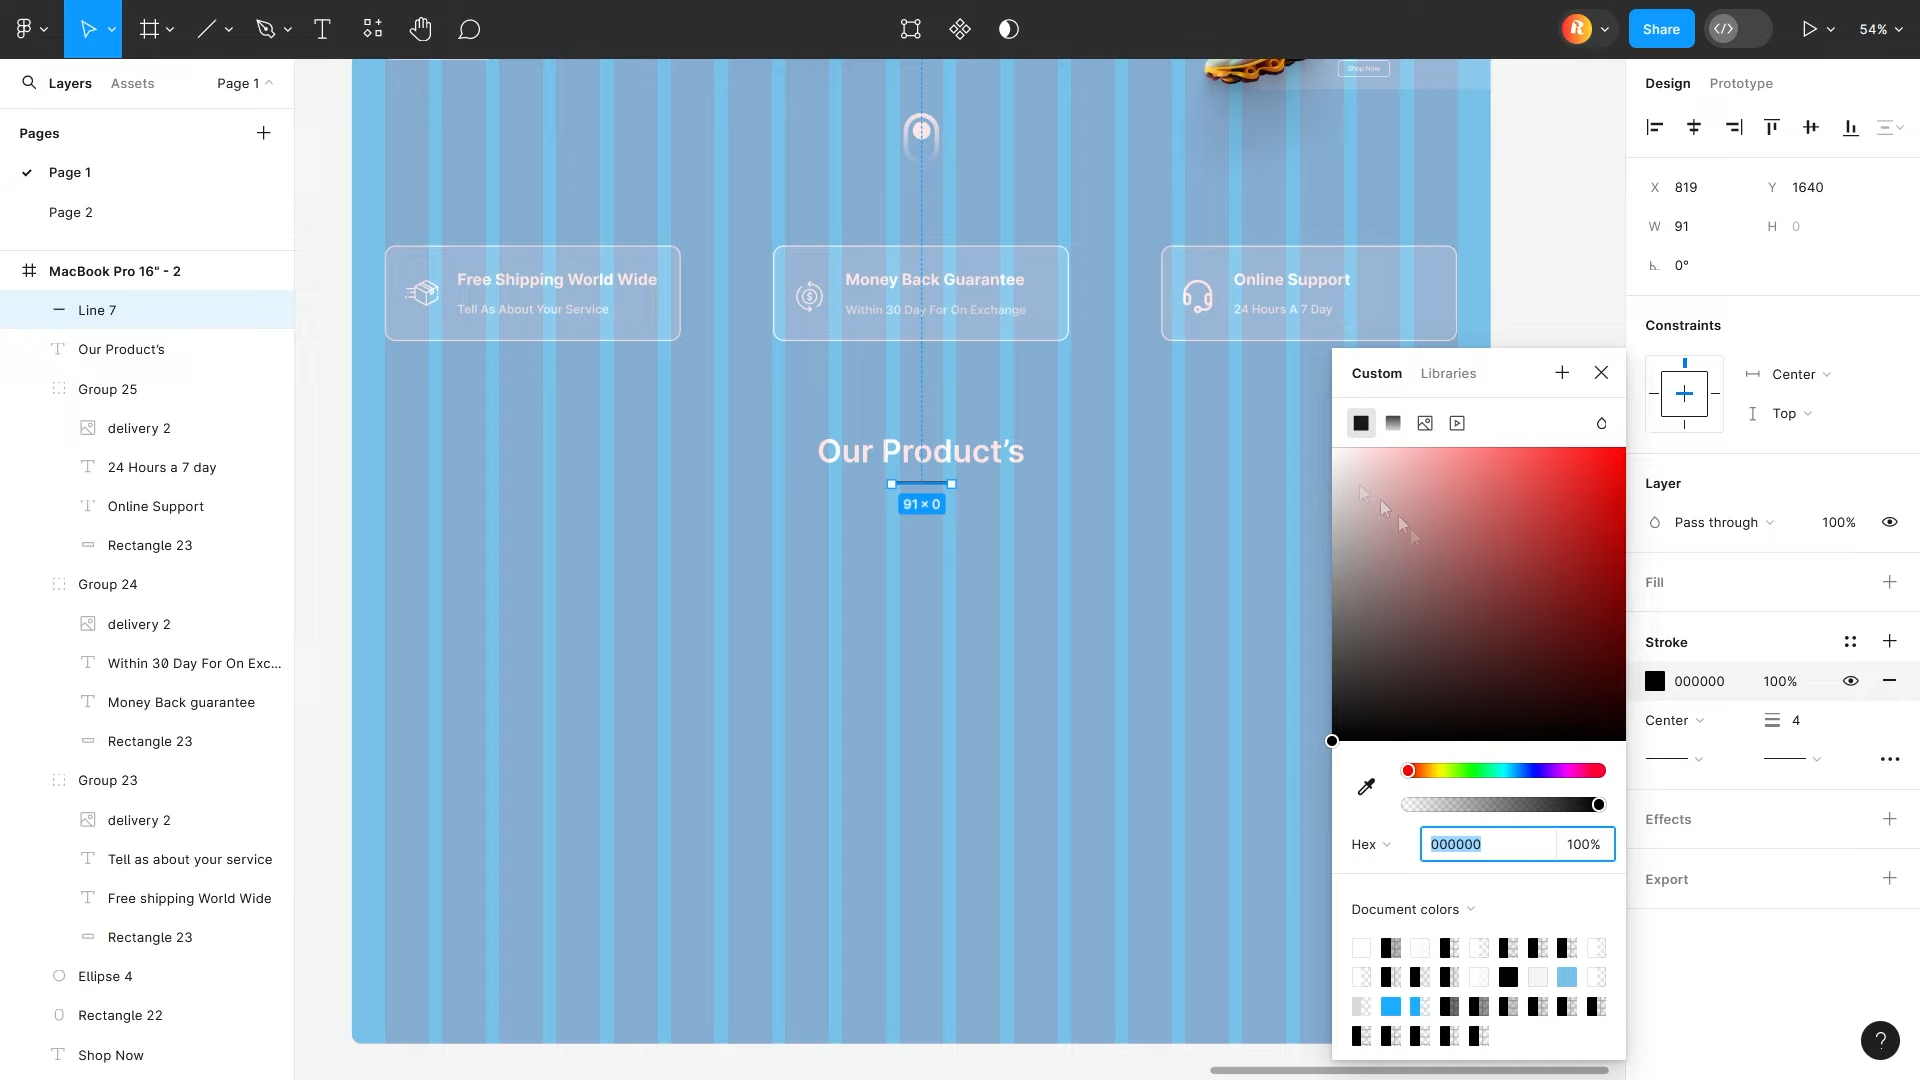 Share
54%
Layers
Assets
Page 1
Pages
Page 1
Page 2
MacBook Pro 16" - 2
Line 7
Our Product’s
Group 25
delivery 2
24 Hours a 7 day
Online Support
Rectangle 23
Group 24
delivery 2
Within 30 Day For On Exc...
Money Back guarantee
Rectangle 23
Group 23
delivery 2
Tell as about your service
Free shipping World Wide
Rectangle 23
Ellipse 4
Rectangle 22
Shop Now
Shop Now
Free Shipping World Wide
Tell As About Your Service
Money Back Guarantee
Within 30 Day For On Exchange
Online Support
24 Hours A 7 Day
Our Product’s
91 × 0
Custom
Libraries
Hex
000000
100%
Document colors
Design
Prototype
X 819
Y 1640
W 91
H 0
0°
Constraints
Center
Top
Layer
Pass through
100%
Fill
Stroke
000000
100%
Center
4
Effects
Export
?